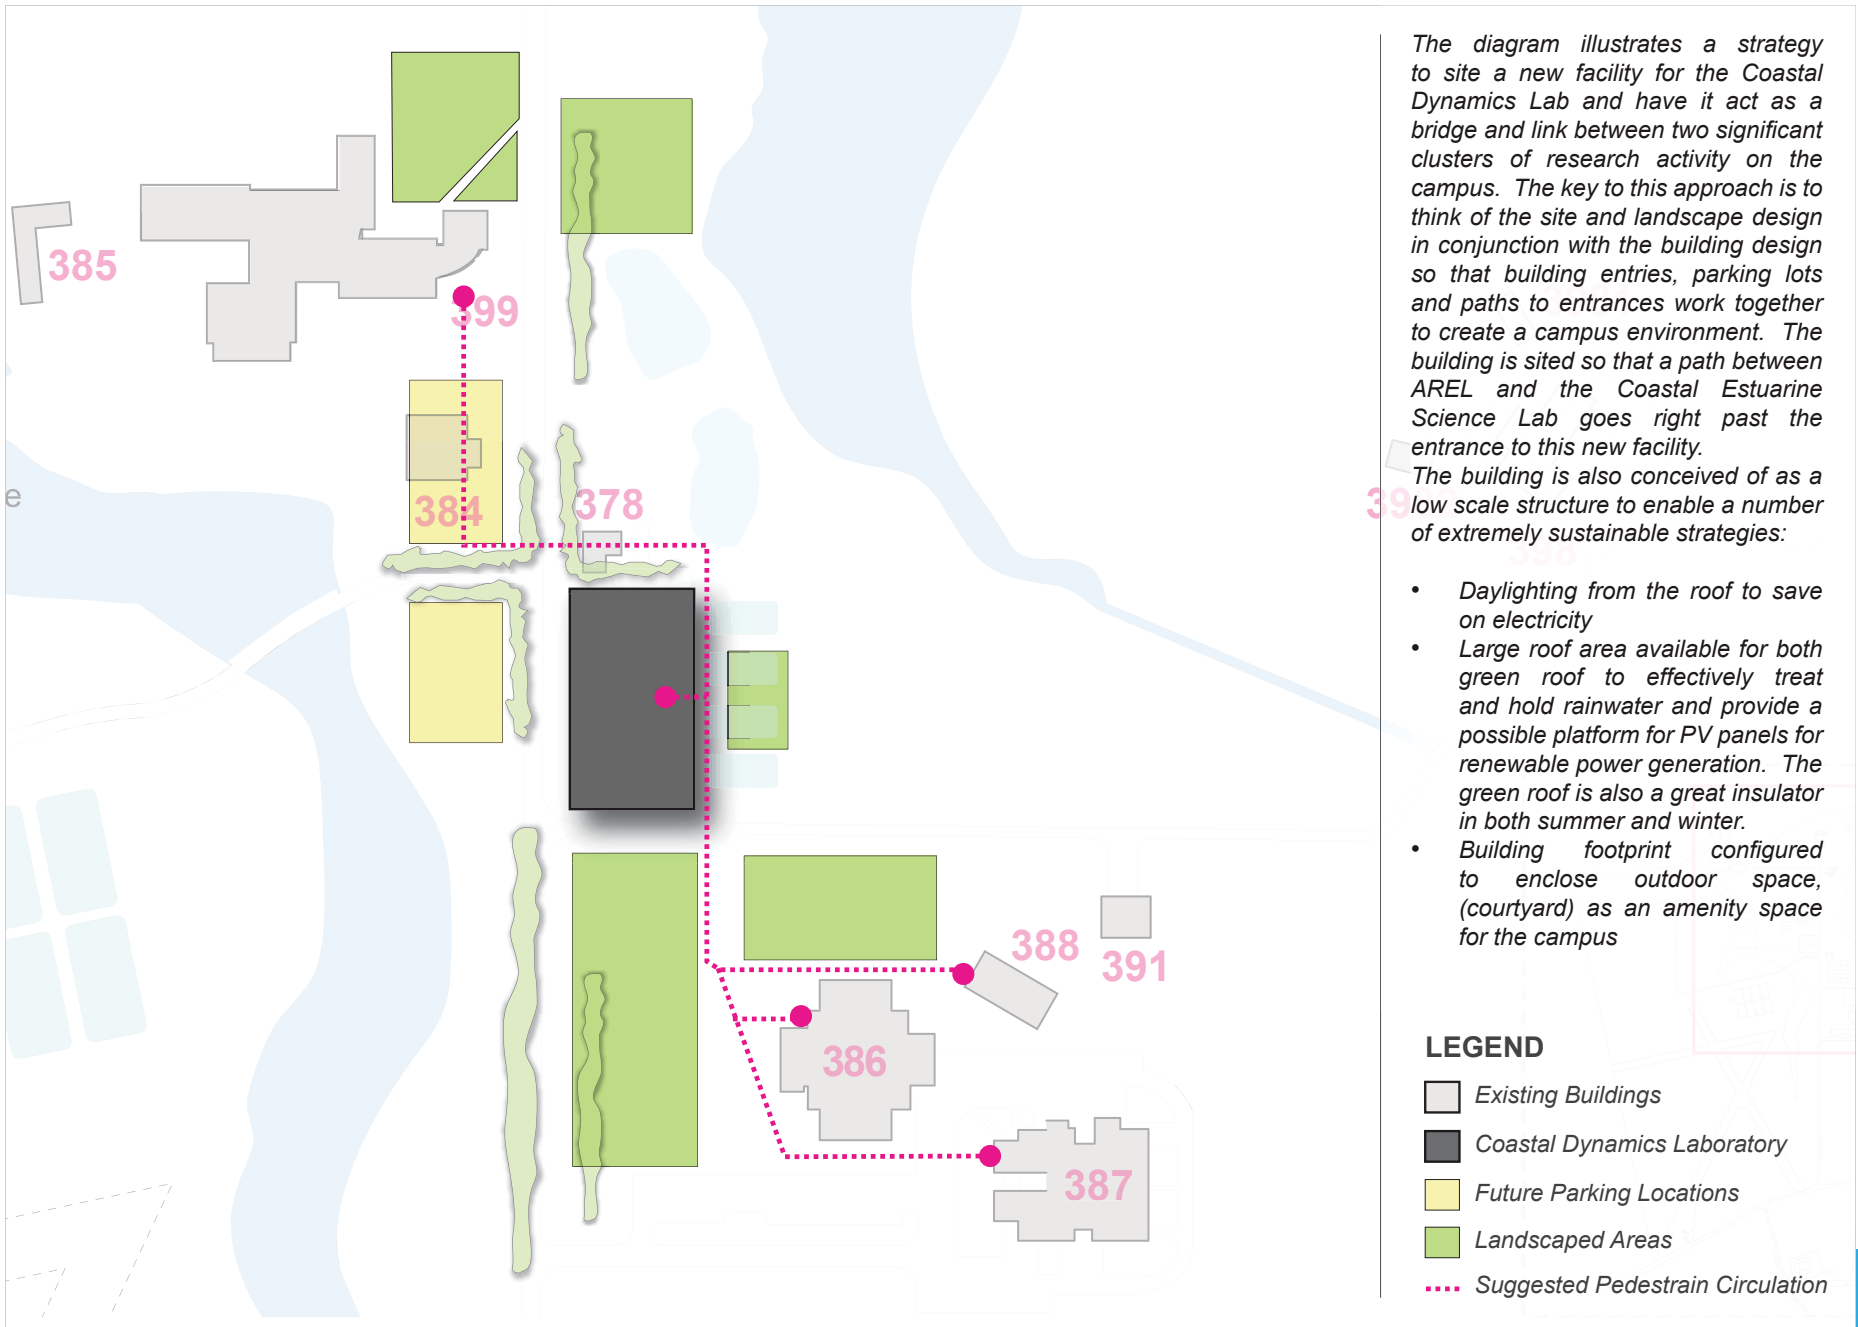 385
399
384
378
e
388
391
386
387
39
398
The diagram illustrates a strategy
to site a new facility for the Coastal
Dynamics Lab and have it act as a
bridge and link between two significant
clusters of research activity on the
campus. The key to this approach is to
think of the site and landscape design
in conjunction with the building design
so that building entries, parking lots
and paths to entrances work together
to create a campus environment. The
building is sited so that a path between
AREL and the Coastal Estuarine
Science Lab goes right past the
entrance to this new facility.
The building is also conceived of as a
low scale structure to enable a number
of extremely sustainable strategies:
• Daylighting from the roof to save
on electricity
• Large roof area available for both
green roof to effectively treat
and hold rainwater and provide a
possible platform for PV panels for
renewable power generation. The
green roof is also a great insulator
in both summer and winter.
• Building footprint configured
to enclose outdoor space,
(courtyard) as an amenity space
for the campus
LEGEND
Existing Buildings
Coastal Dynamics Laboratory
Future Parking Locations
Landscaped Areas
Suggested Pedestrain Circulation